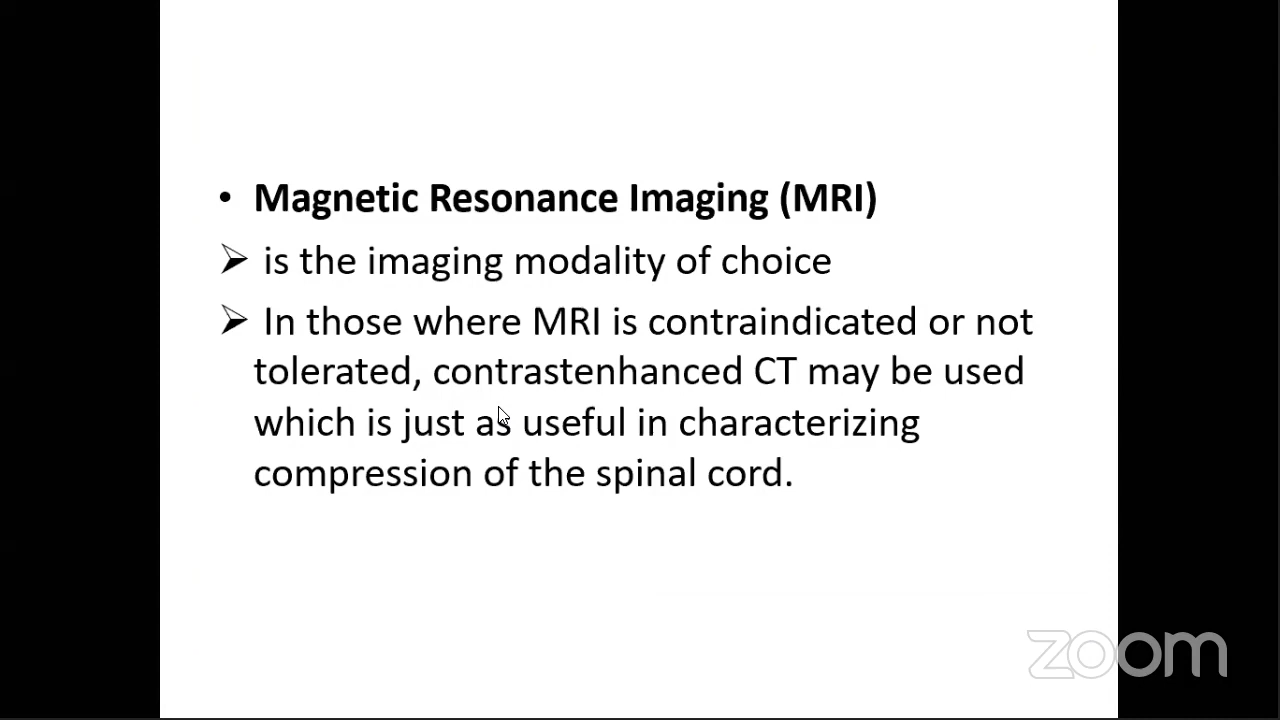 • Magnetic Resonance Imaging (MRI)
➢ is the imaging modality of choice
➢ In those where MRI is contraindicated or not
tolerated, contrastenhanced CT may be used
which is just as useful in characterizing
compression of the spinal cord.
zoom